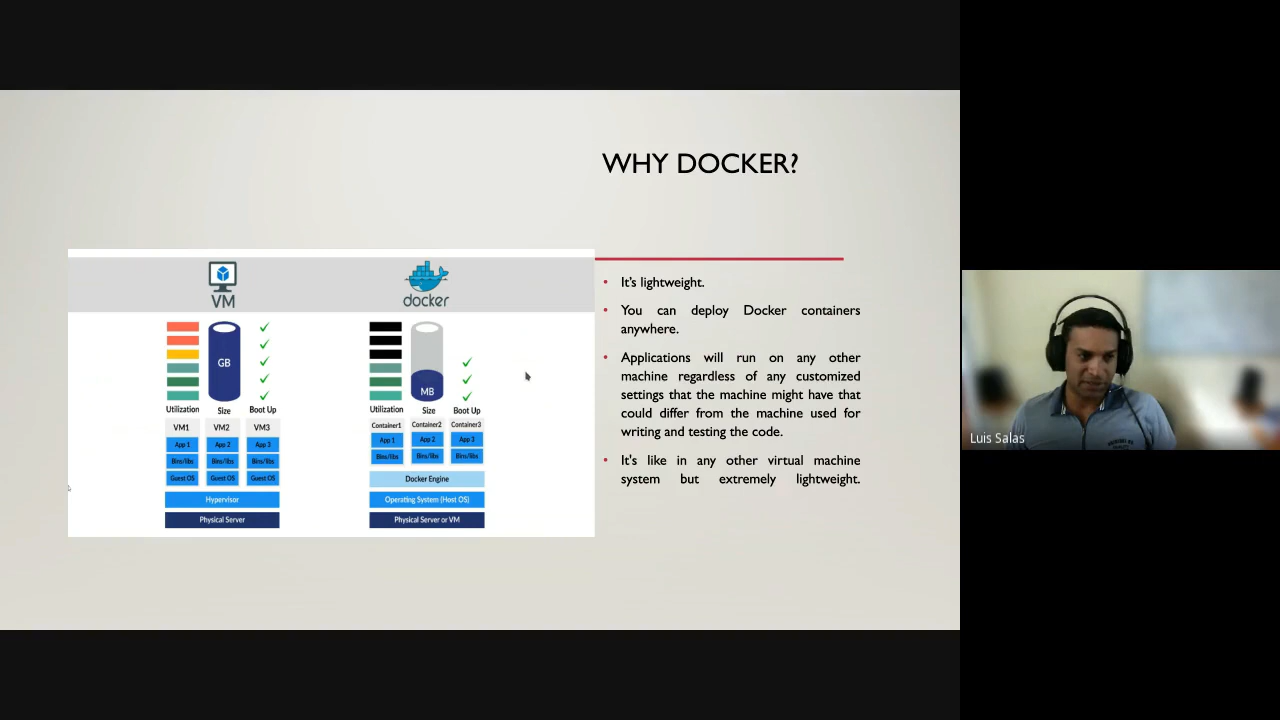 WHY DOCKER?
VM
docker
GB
MB
Utilization
Size
Boot Up
Utilization
Size
Boot Up
VM1
VM2
VM3
App 1
App 2
App 3
Bins/libs
Bins/libs
Bins/libs
Guest OS
Guest OS
Guest OS
Hypervisor
Physical Server
Container1
Container2
Container3
App 1
App 2
App 3
Bins/libs
Bins/libs
Bins/libs
Docker Engine
Operating System (Host OS)
Physical Server or VM
• It's lightweight.
• You can deploy Docker containers
anywhere.
• Applications will run on any other
machine regardless of any customized
settings that the machine might have that
could differ from the machine used for
writing and testing the code.
• It's like in any other virtual machine
system but extremely lightweight.
Luis Salas